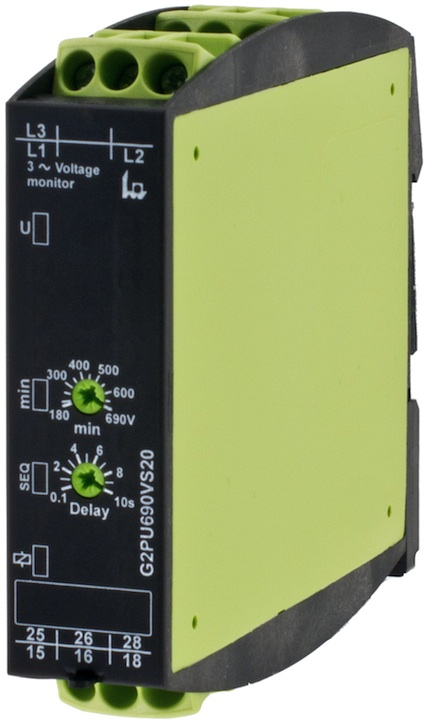 L3
L1 L2
3 ~ Voltage
monitor
U
400 500
300 600
min 180 690V
min
4 6
2 8
SEQ 0.1 10s
Delay
G2PU690VS20
25 26 28
15 16 18